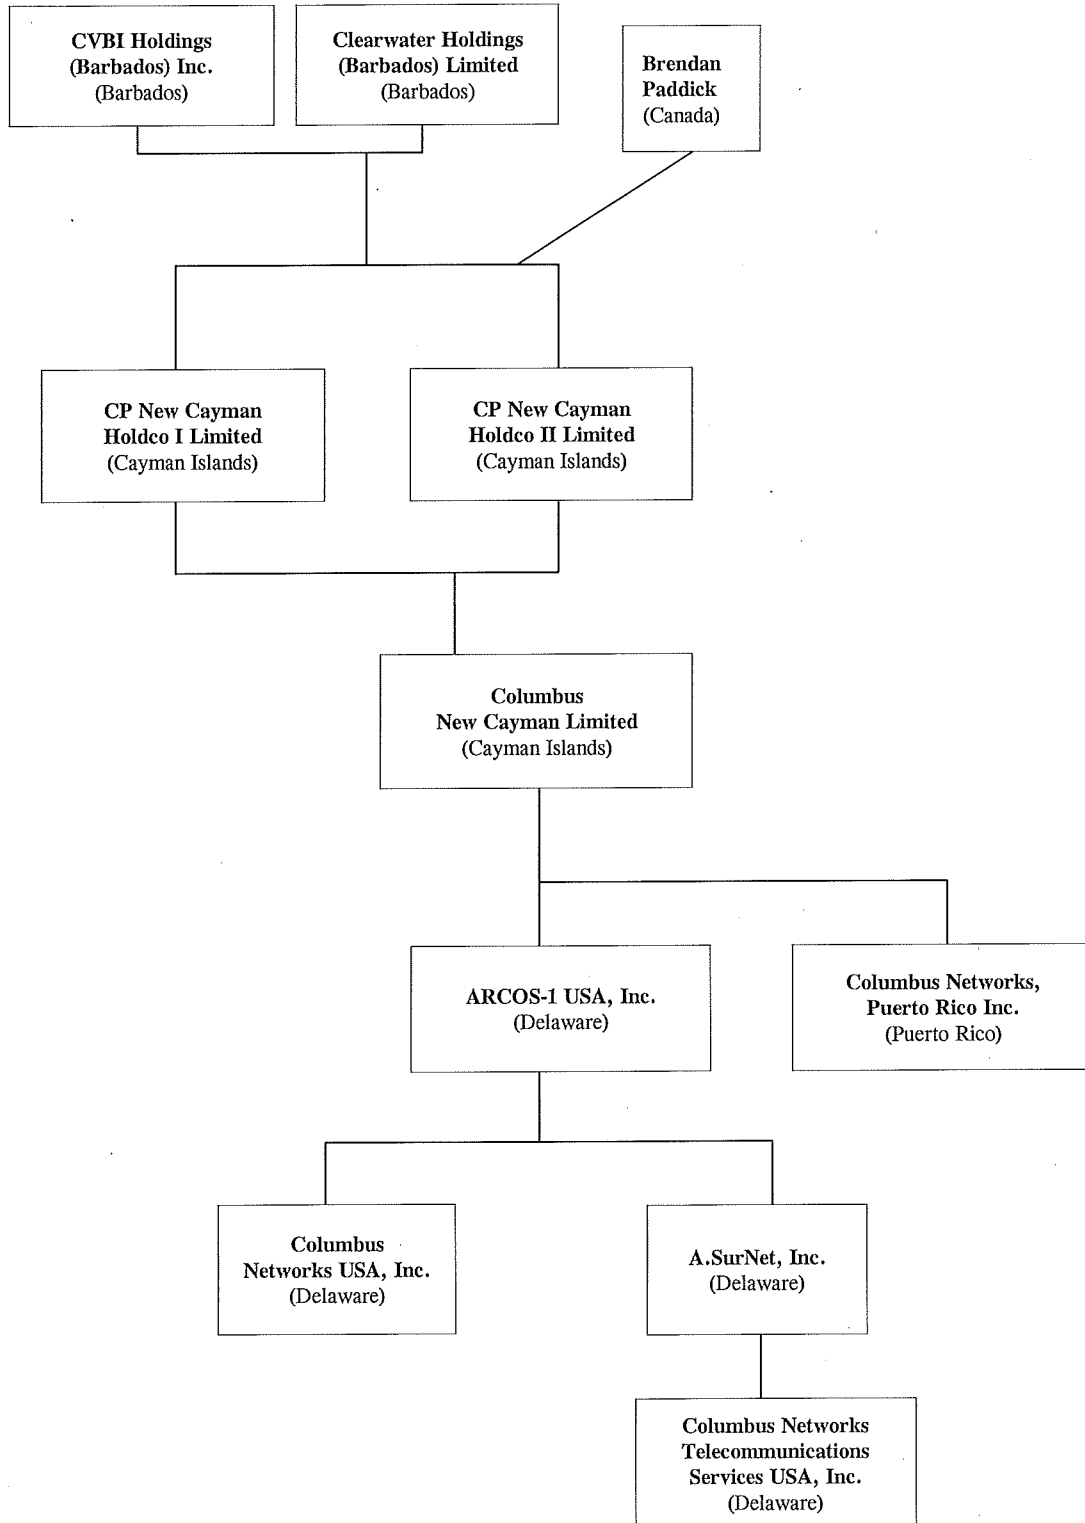 CVBI Holdings
(Barbados) Inc.
(Barbados)
Clearwater Holdings
(Barbados) Limited
(Barbados)
Brendan
Paddick
(Canada)
CP New Cayman
Holdco I Limited
(Cayman Islands)
CP New Cayman
Holdco II Limited
(Cayman Islands)
Columbus
New Cayman Limited
(Cayman Islands)
ARCOS-1 USA, Inc.
(Delaware)
Columbus Networks,
Puerto Rico Inc.
(Puerto Rico)
Columbus
Networks USA, Inc.
(Delaware)
A.SurNet, Inc.
(Delaware)
Columbus Networks
Telecommunications
Services USA, Inc.
(Delaware)